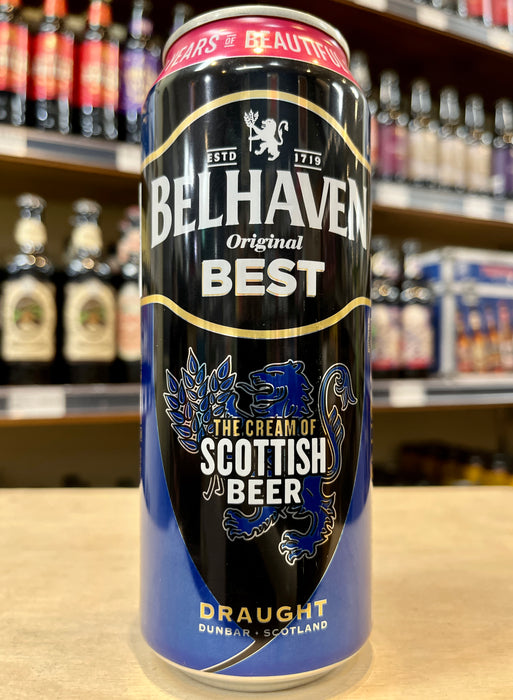 YEARS OF BEAUTIFUL
ESTD 1719
BELHAVEN
Original
BEST
THE CREAM OF
SCOTTISH
BEER
DRAUGHT
DUNBAR · SCOTLAND